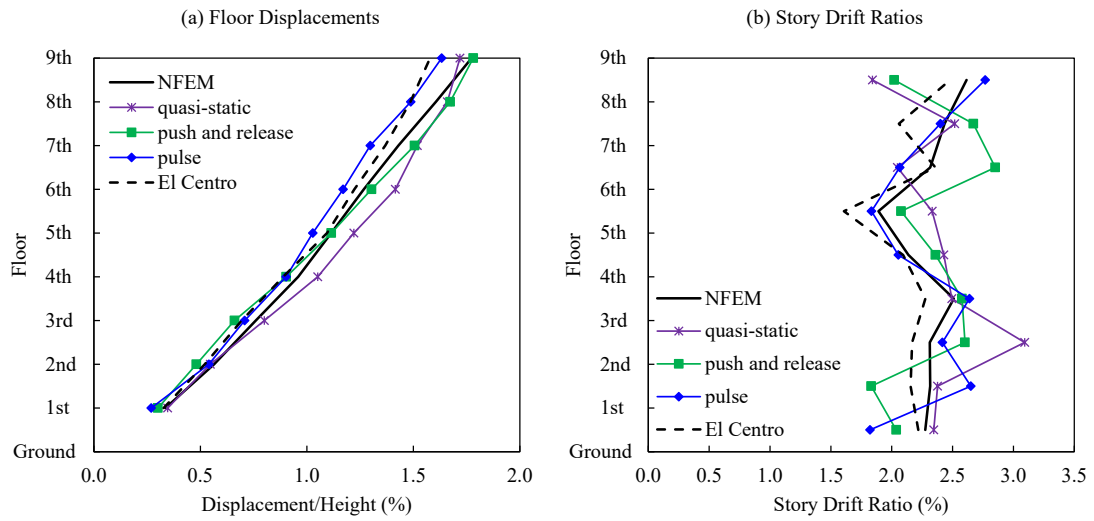 (a) Floor Displacements
9th
8th
7th
6th
5th
4th
3rd
2nd
1st
Ground
Floor
NFEM
quasi-static
push and release
pulse
El Centro
0.0 0.5 1.0 1.5 2.0
Displacement/Height (%)
(b) Story Drift Ratios
9th
8th
7th
6th
5th
4th
3rd
2nd
1st
Ground
Floor
NFEM
quasi-static
push and release
pulse
El Centro
0.0 0.5 1.0 1.5 2.0 2.5 3.0 3.5
Story Drift Ratio (%)